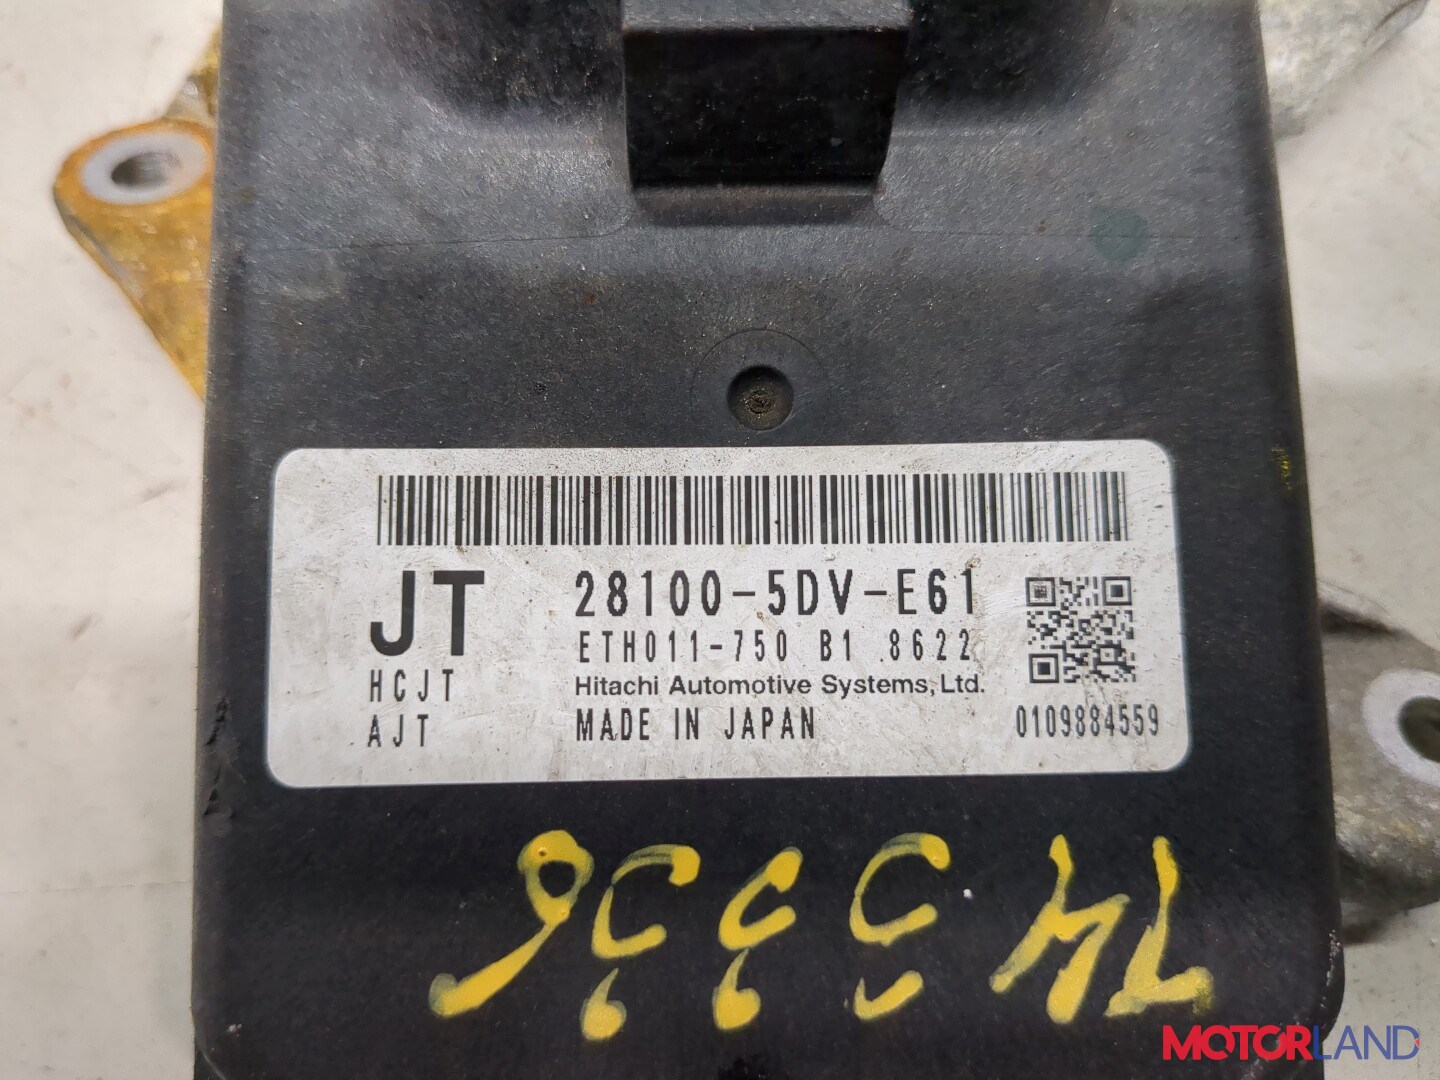 JT 28100-5DV-E61
ETH011-750 B1 8622
HCJT Hitachi Automotive Systems, Ltd.
AJT MADE IN JAPAN 0109884559
MOTORLAND